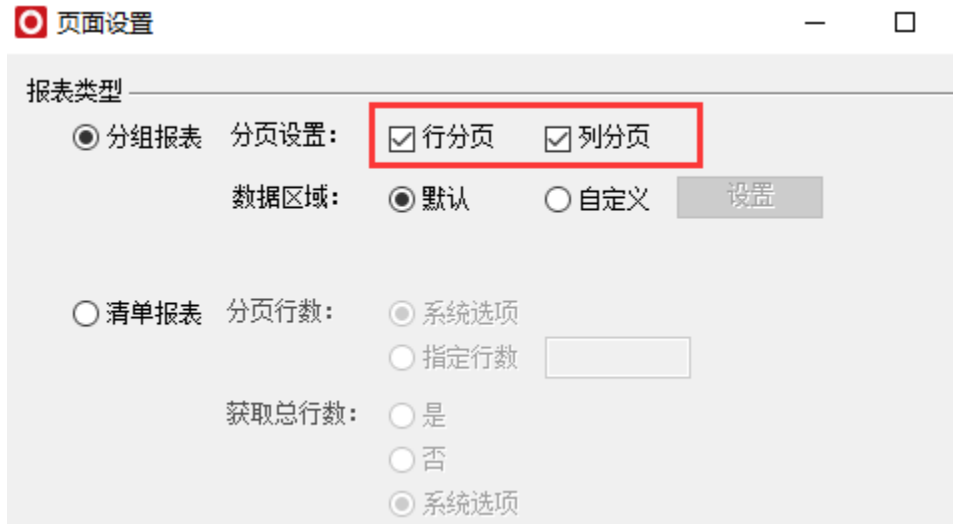 页面设置
报表类型
分组报表 分页设置： 行分页 列分页
数据区域： 默认 自定义 设置
清单报表 分页行数： 系统选项
指定行数
获取总行数： 是
否
系统选项